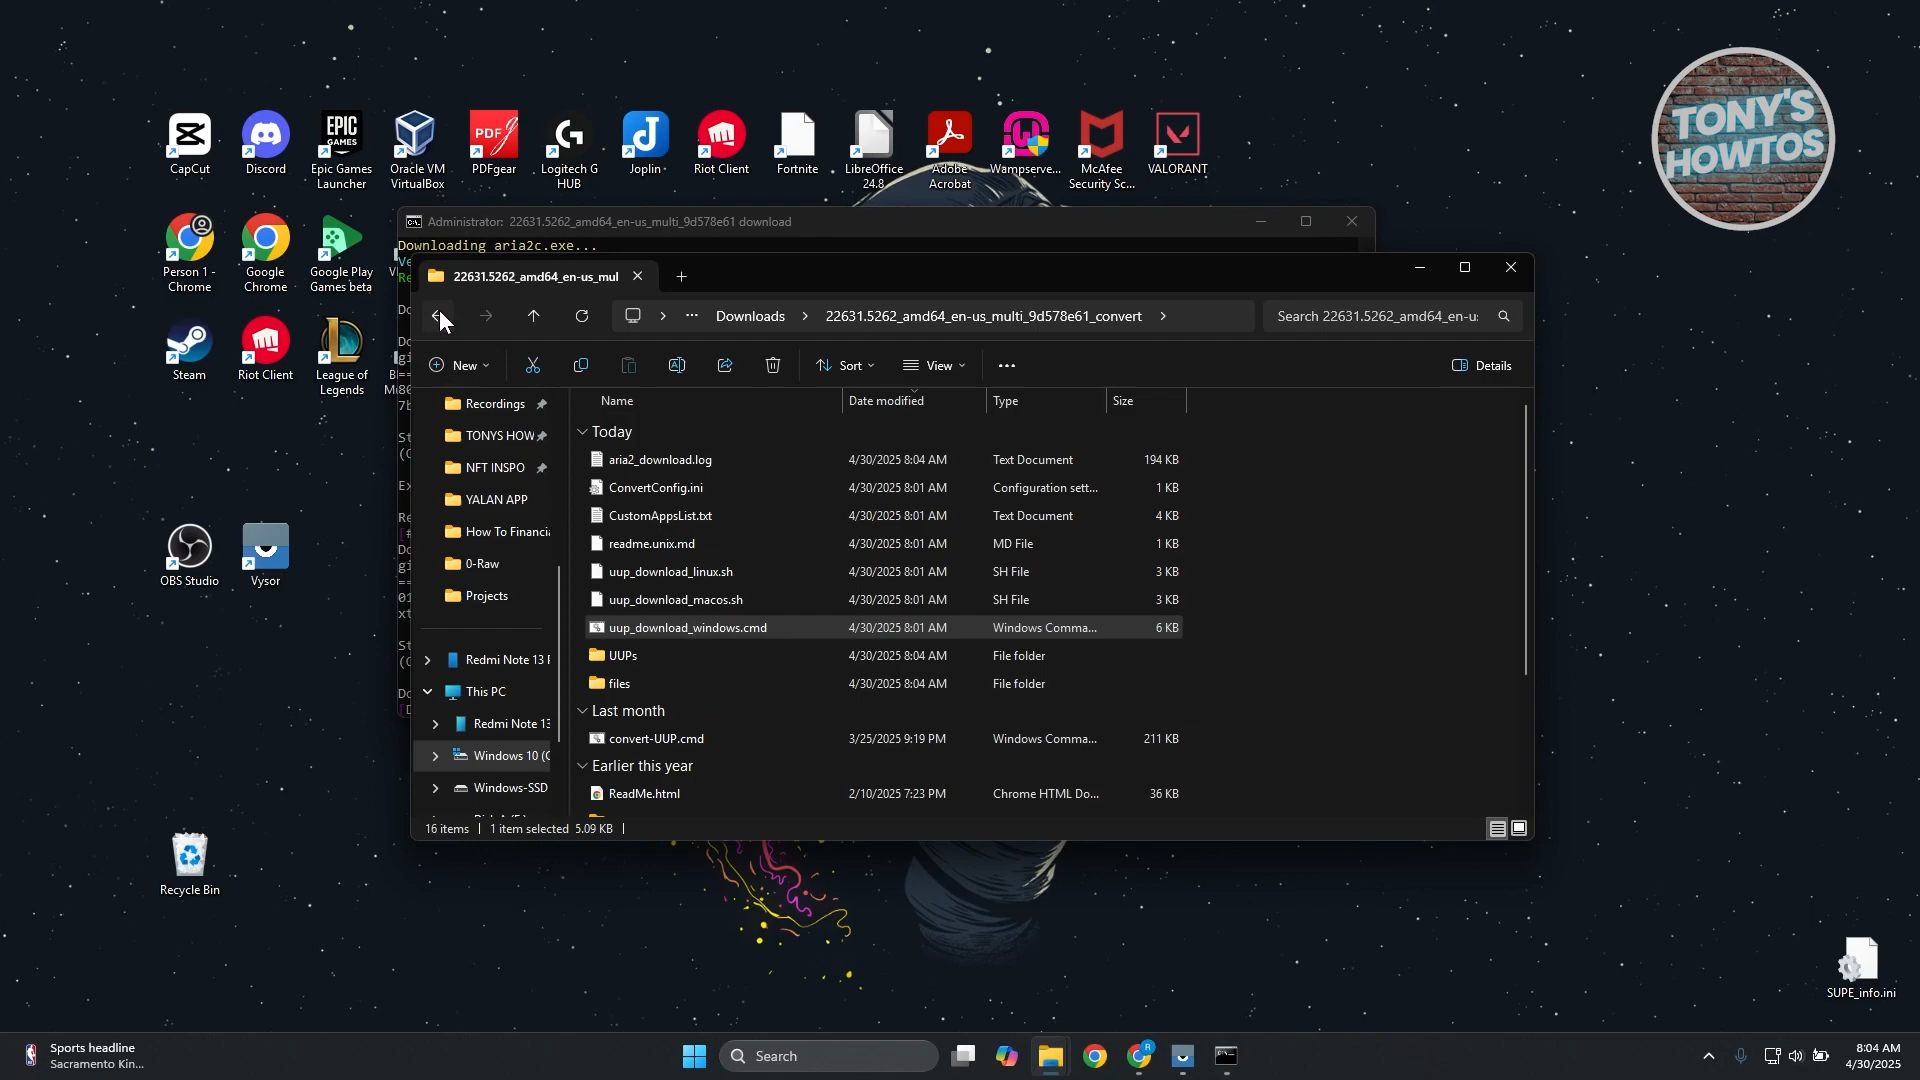 TONY'S
HOWTOS
CapCut
Discord
Epic Games
Launcher
Oracle VM
VirtualBox
PDFgear
Logitech G
HUB
Joplin
Riot Client
Fortnite
LibreOffice
24.8
Adobe
Acrobat
Wampserve...
McAfee
Security Sc...
VALORANT
Person 1 -
Chrome
Google
Chrome
Google Play
Games beta
Steam
Riot Client
League of
Legends
OBS Studio
Vysor
Recycle Bin
SUPE_info.ini
Administrator: 22631.5262_amd64_en-us_multi_9d578e61 download
Downloading aria2c.exe...
22631.5262_amd64_en-us_mul
Downloads
22631.5262_amd64_en-us_multi_9d578e61_convert
Search 22631.5262_amd64_en-u
New
Sort
View
Details
Recordings
TONYS HOW
NFT INSPO
YALAN APP
How To Financi
0-Raw
Projects
Redmi Note 13
This PC
Redmi Note 13
Windows 10 (C
Windows-SSD
Name Date modified Type Size
Today
aria2_download.log 4/30/2025 8:04 AM Text Document 194 KB
ConvertConfig.ini 4/30/2025 8:01 AM Configuration sett... 1 KB
CustomAppsList.txt 4/30/2025 8:01 AM Text Document 4 KB
readme.unix.md 4/30/2025 8:01 AM MD File 1 KB
uup_download_linux.sh 4/30/2025 8:01 AM SH File 3 KB
uup_download_macos.sh 4/30/2025 8:01 AM SH File 3 KB
uup_download_windows.cmd 4/30/2025 8:01 AM Windows Comma... 6 KB
UUPs 4/30/2025 8:04 AM File folder
files 4/30/2025 8:04 AM File folder
Last month
convert-UUP.cmd 3/25/2025 9:19 PM Windows Comma... 211 KB
Earlier this year
ReadMe.html 2/10/2025 7:23 PM Chrome HTML Do... 36 KB
16 items 1 item selected 5.09 KB
Sports headline
Sacramento Kin...
Search
8:04 AM
4/30/2025